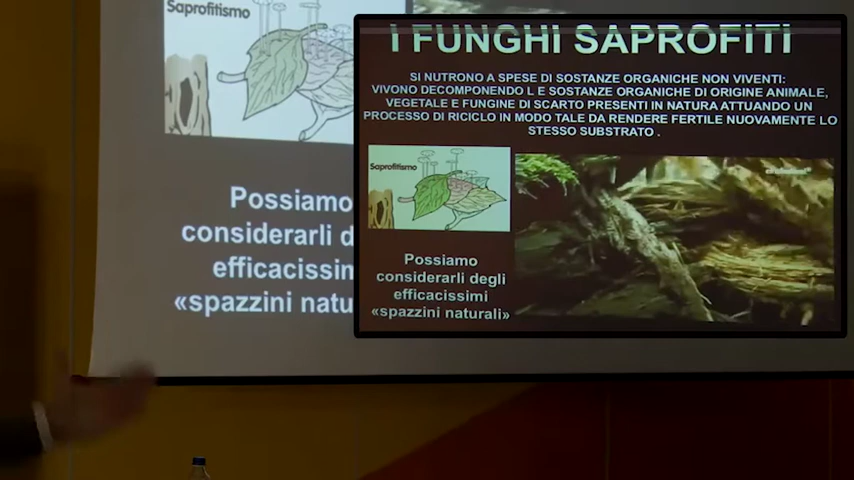 Saprofitismo
Possiamo
considerarli d
efficacissim
«spazzini natu
I FUNGHI SAPROFITI
SI NUTRONO A SPESE DI SOSTANZE ORGANICHE NON VIVENTI:
VIVONO DECOMPONENDO L E SOSTANZE ORGANICHE DI ORIGINE ANIMALE,
VEGETALE E FUNGINE DI SCARTO PRESENTI IN NATURA ATTUANDO UN
PROCESSO DI RICICLO IN MODO TALE DA RENDERE FERTILE NUOVAMENTE LO
STESSO SUBSTRATO .
Saprofitismo
Possiamo
considerarli degli
efficacissimi
«spazzini naturali»